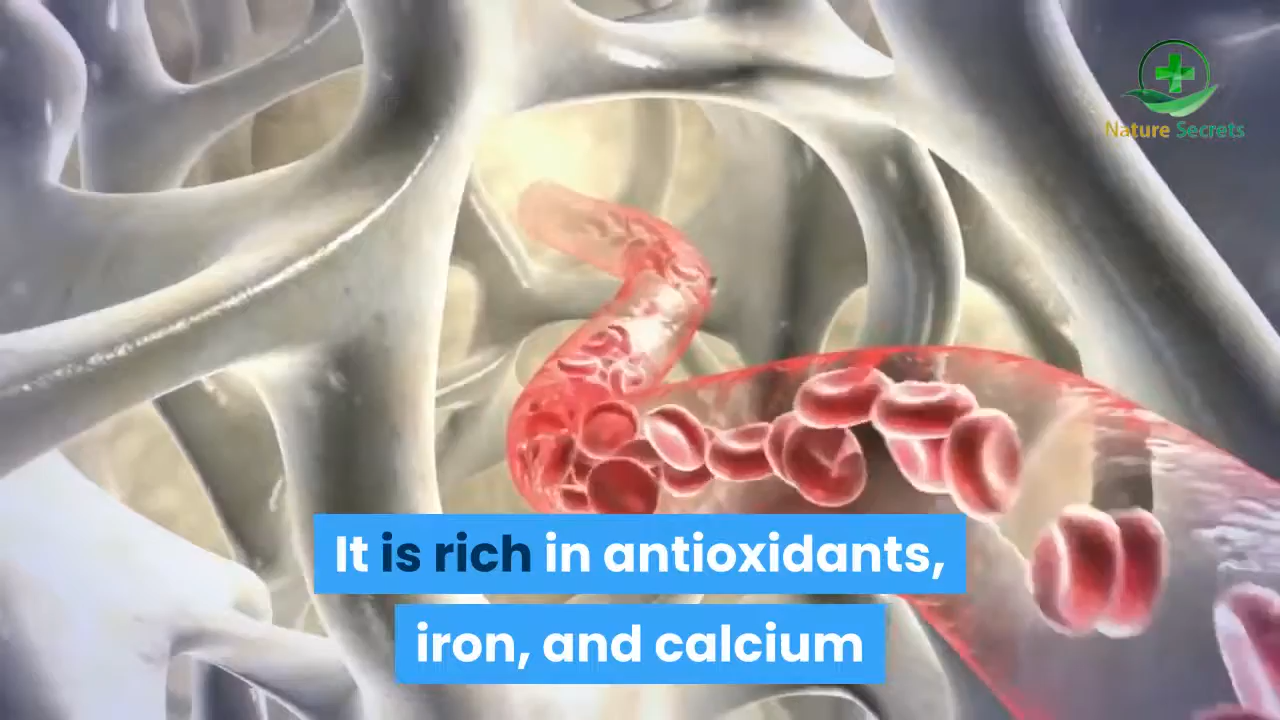 Nature Secrets
It is rich in antioxidants,
iron, and calcium